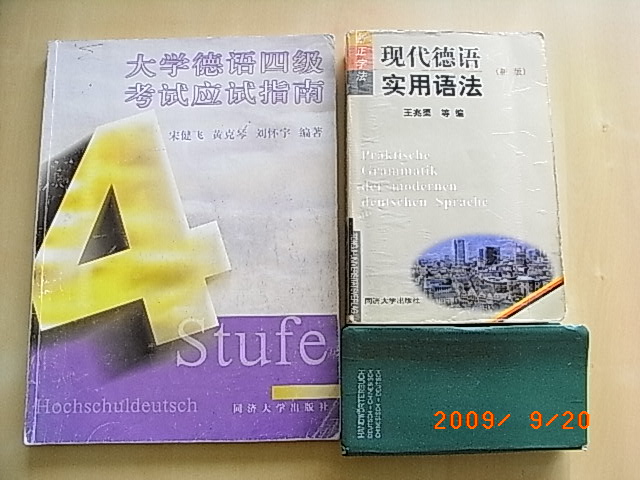 大学德语四级
考试应试指南
宋健飞 黄克琴 刘怀宇 编著
4
Stufe
Hochschuldeutsch
同济大学出版社
正字法
现代德语
实用语法
王兆渠 等 编
Praktische
Grammatik
der modernen
deutschen Sprache
同济大学出版社
HANDWÖRTERBUCH
DEUTSCH-CHINESISCH
CHINESISCH-DEUTSCH
2009/ 9/20